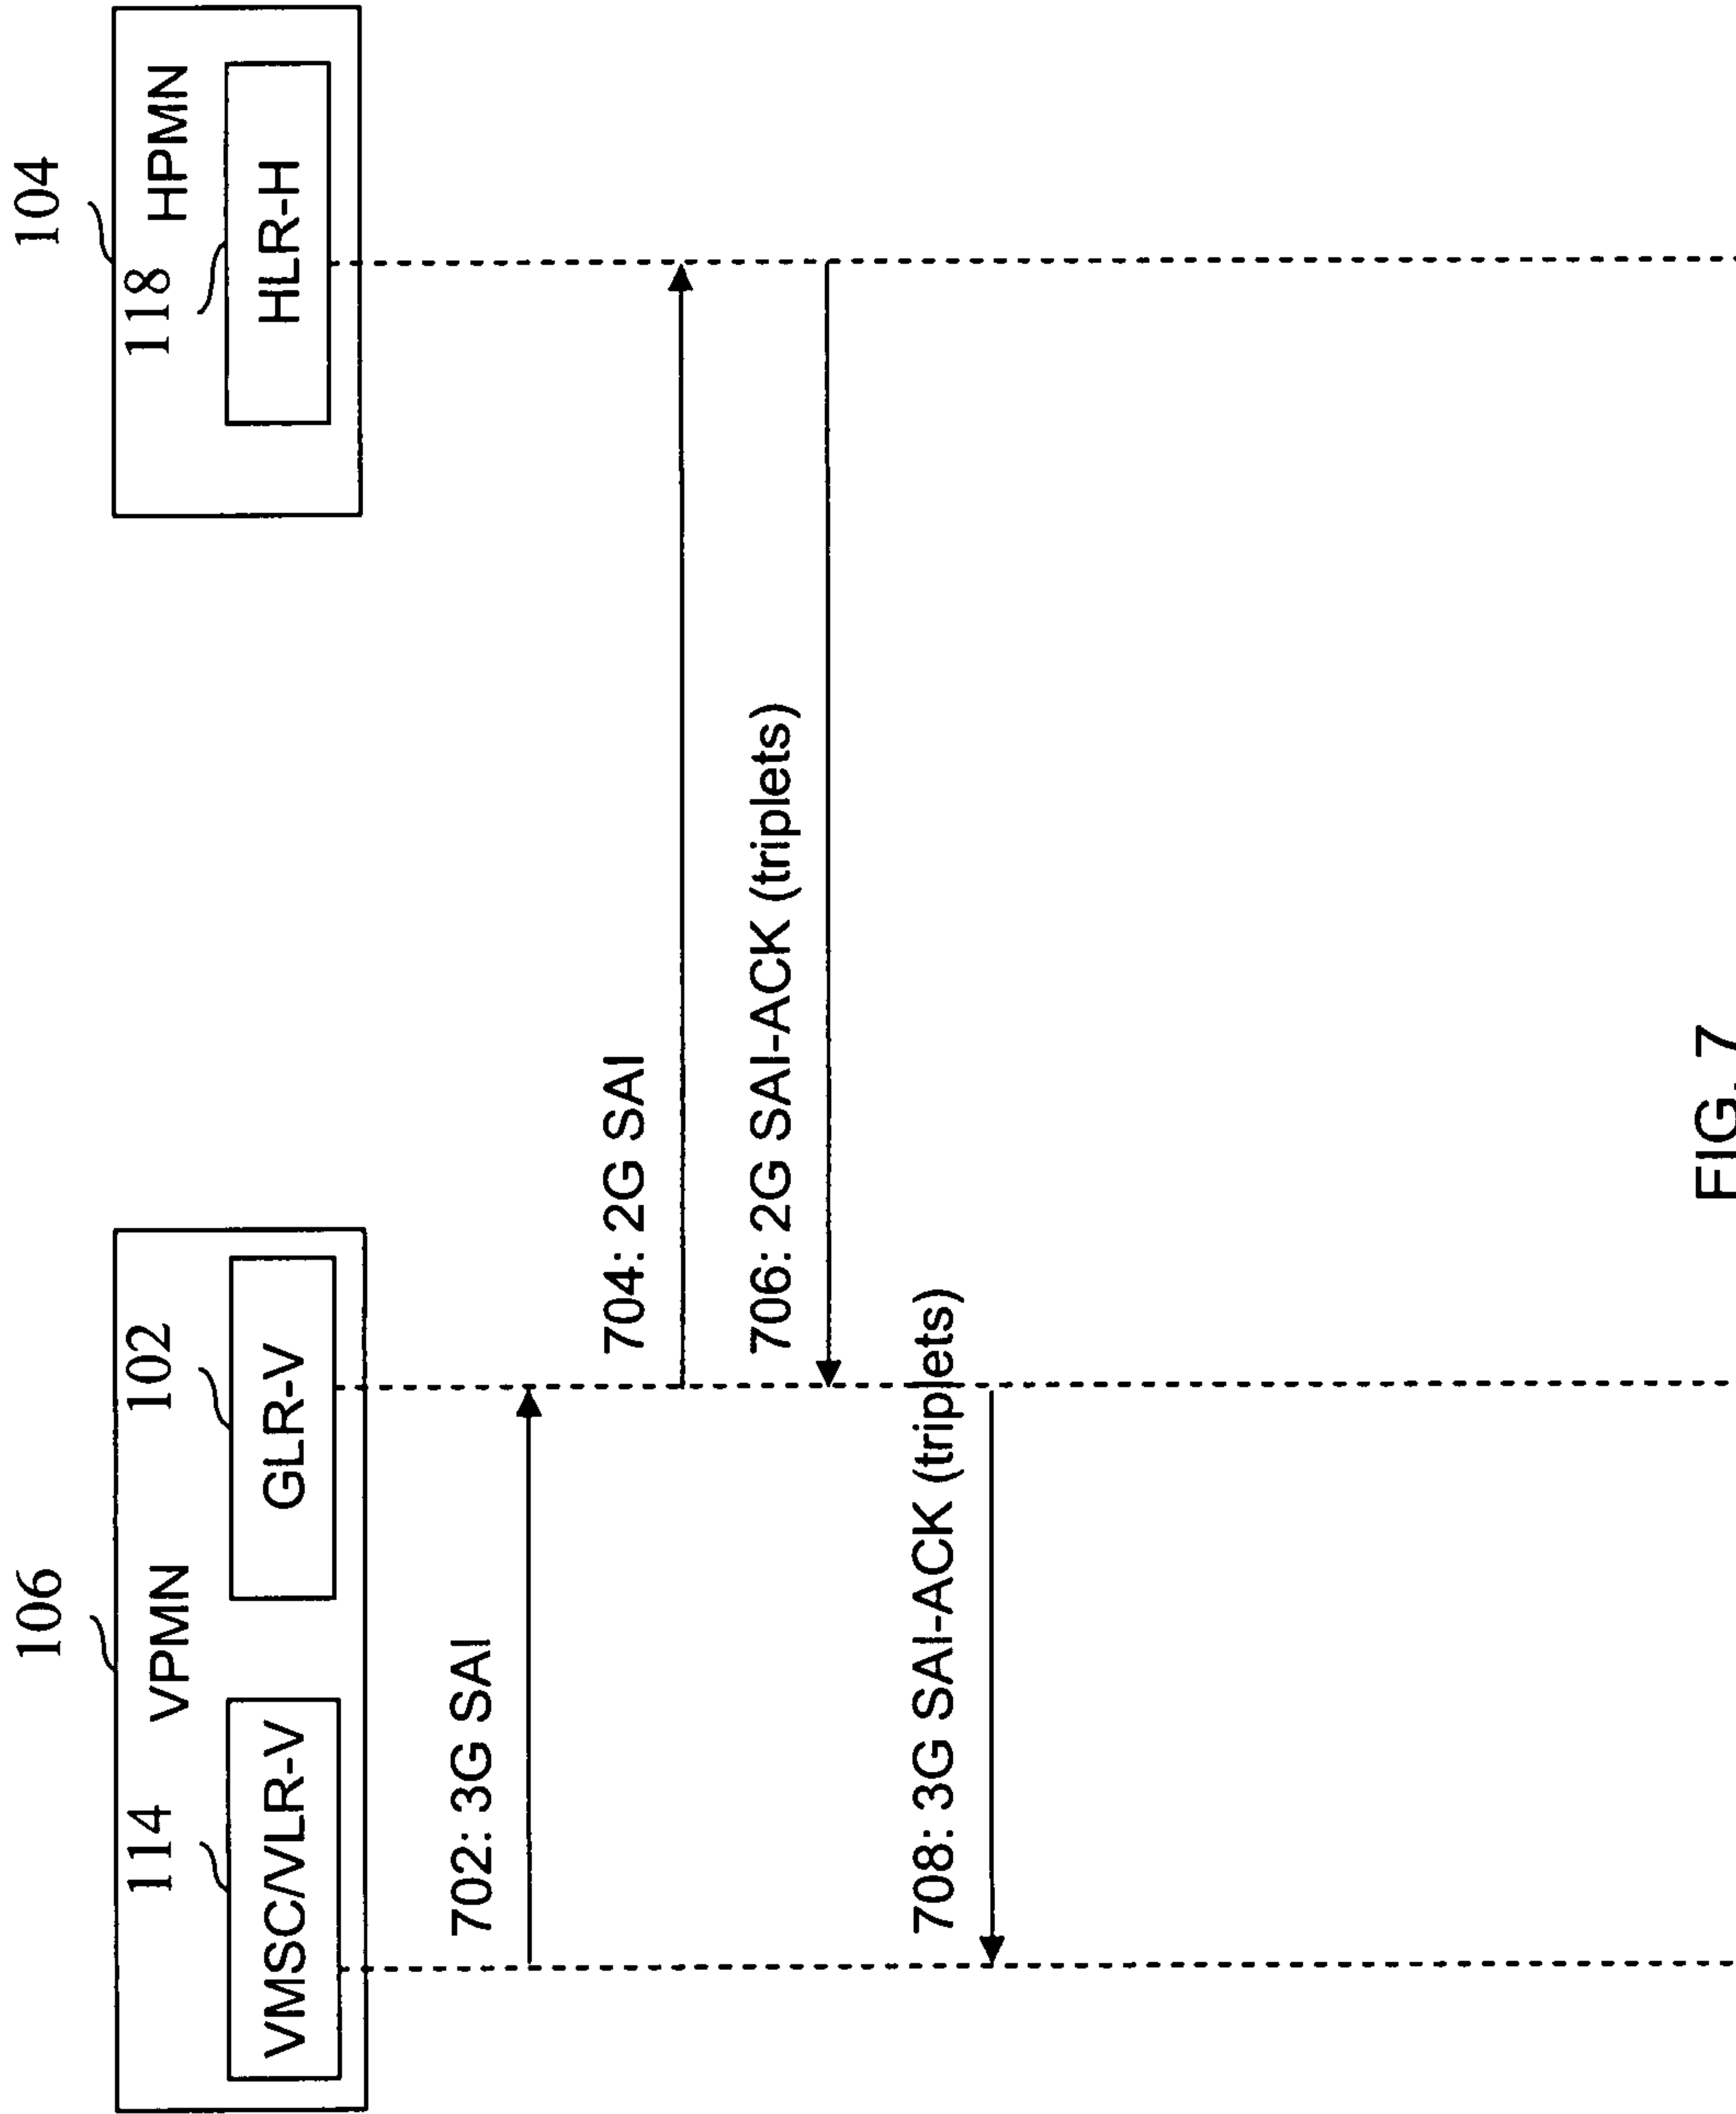 106
104
VPMN
HPMN
114
102
118
VMSC/VLR-V
GLR-V
HLR-H
702: 3G SAI
704: 2G SAI
706: 2G SAI-ACK (triplets)
708: 3G SAI-ACK (triplets)
FIG. 7